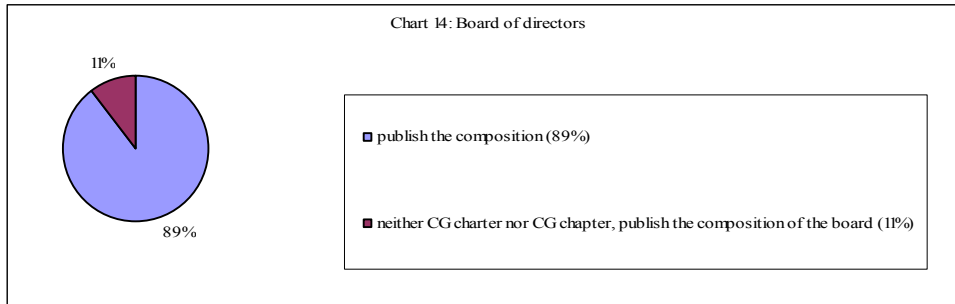 Chart 14: Board of directors
11%
89%
publish the composition (89%)
neither CG charter nor CG chapter, publish the composition of the board (11%)